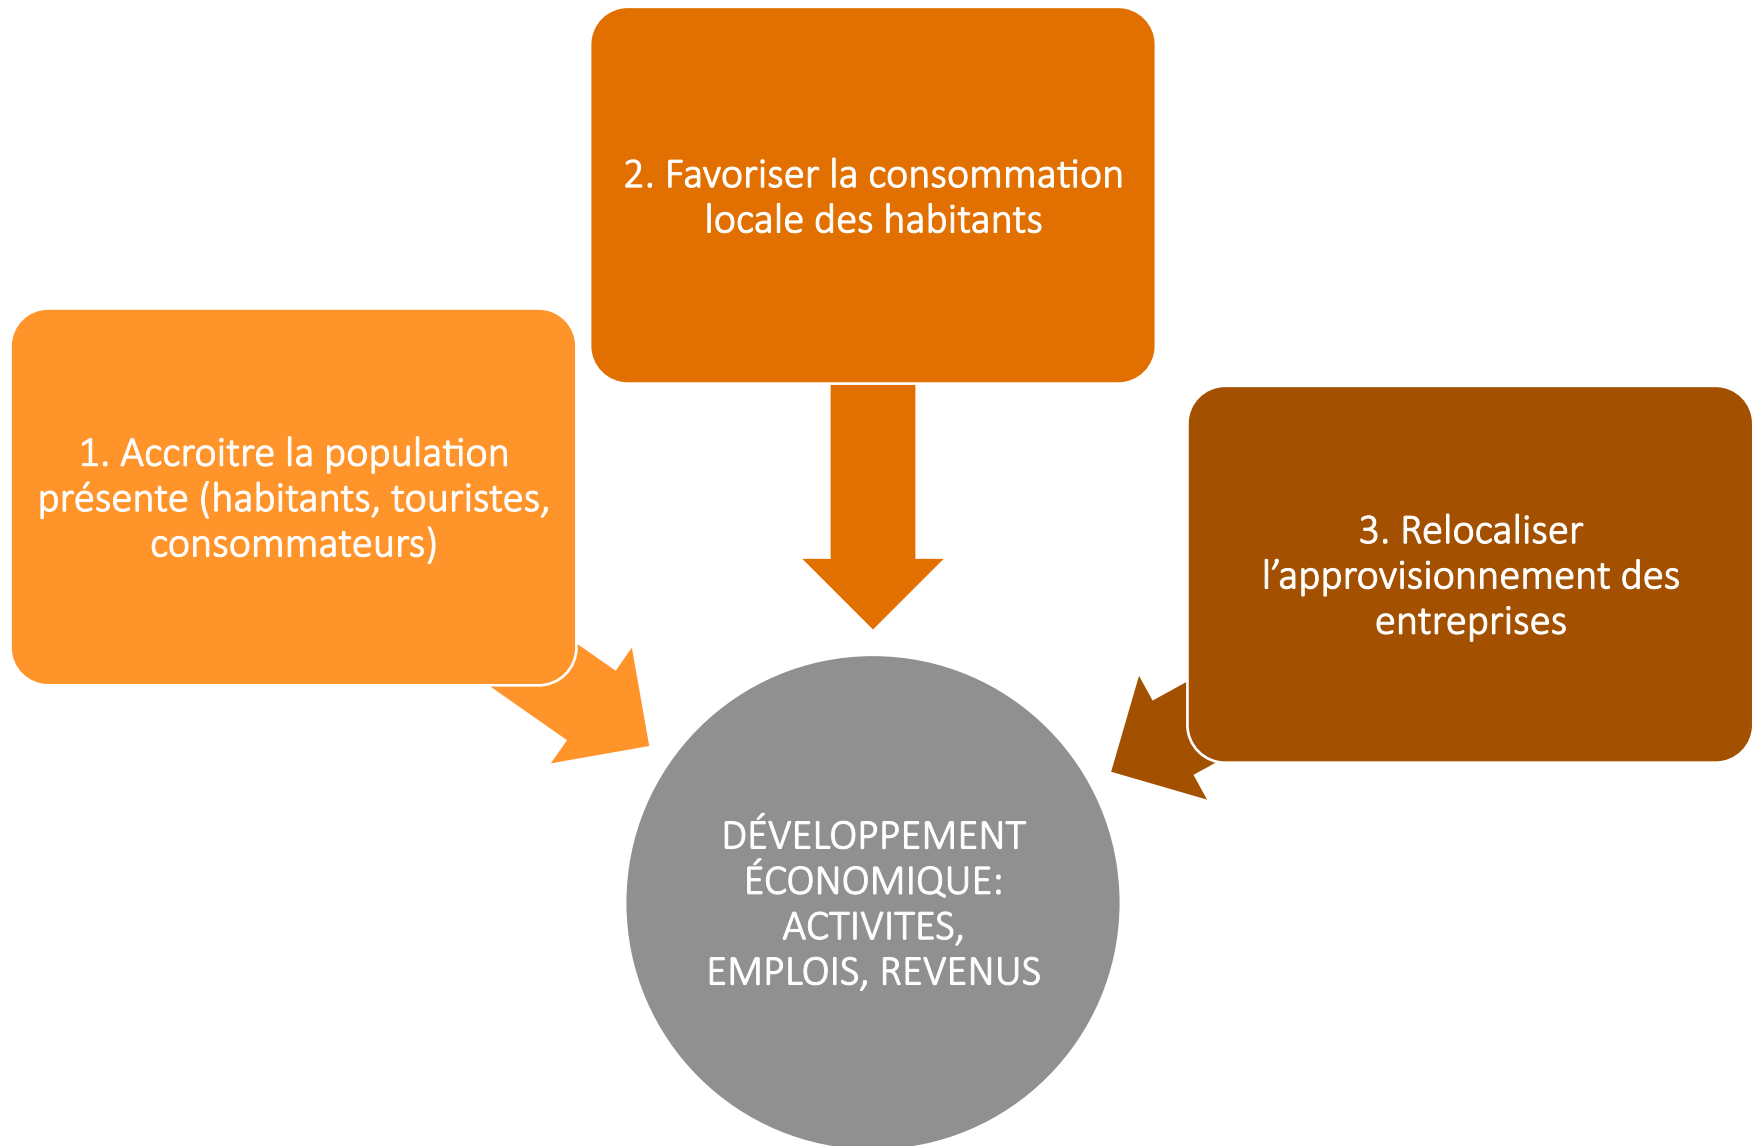 1. Accroitre la population
présente (habitants, touristes,
consommateurs)
2. Favoriser la consommation
locale des habitants
3. Relocaliser
l’approvisionnement des
entreprises
DÉVELOPPEMENT
ÉCONOMIQUE:
ACTIVITES,
EMPLOIS, REVENUS